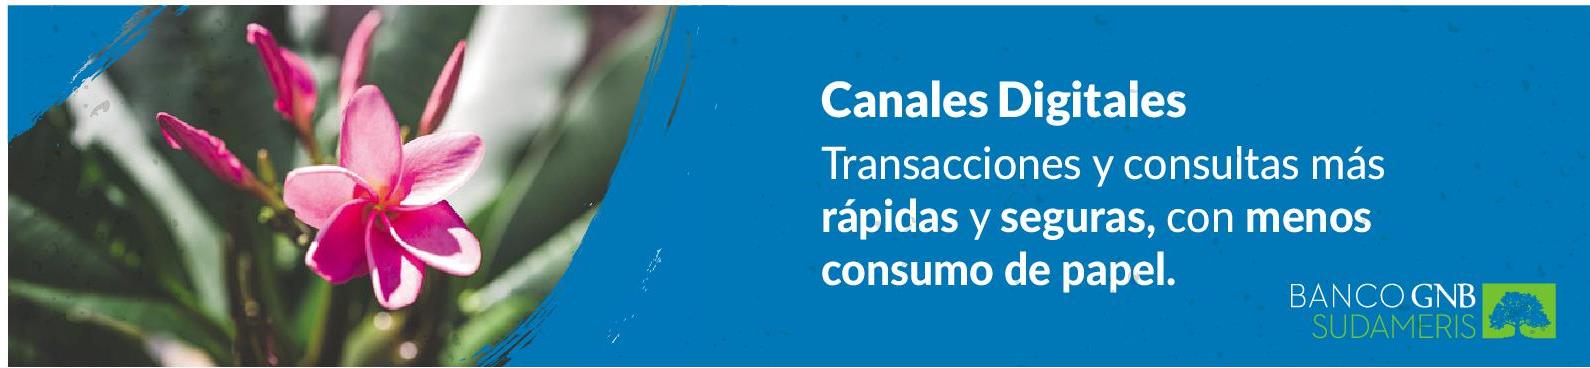 Canales Digitales
Transacciones y consultas más
rápidas y seguras, con menos
consumo de papel.
BANCO GNB
SUDAMERIS